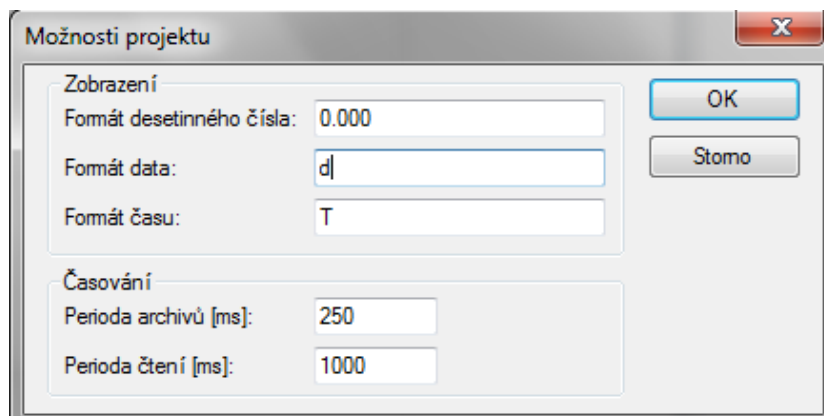 Možnosti projektu
Zobrazení
Formát desetinného čísla: 0.000
Formát data: d
Formát času: T
Časování
Perioda archivů [ms]: 250
Perioda čtení [ms]: 1000
OK
Storno